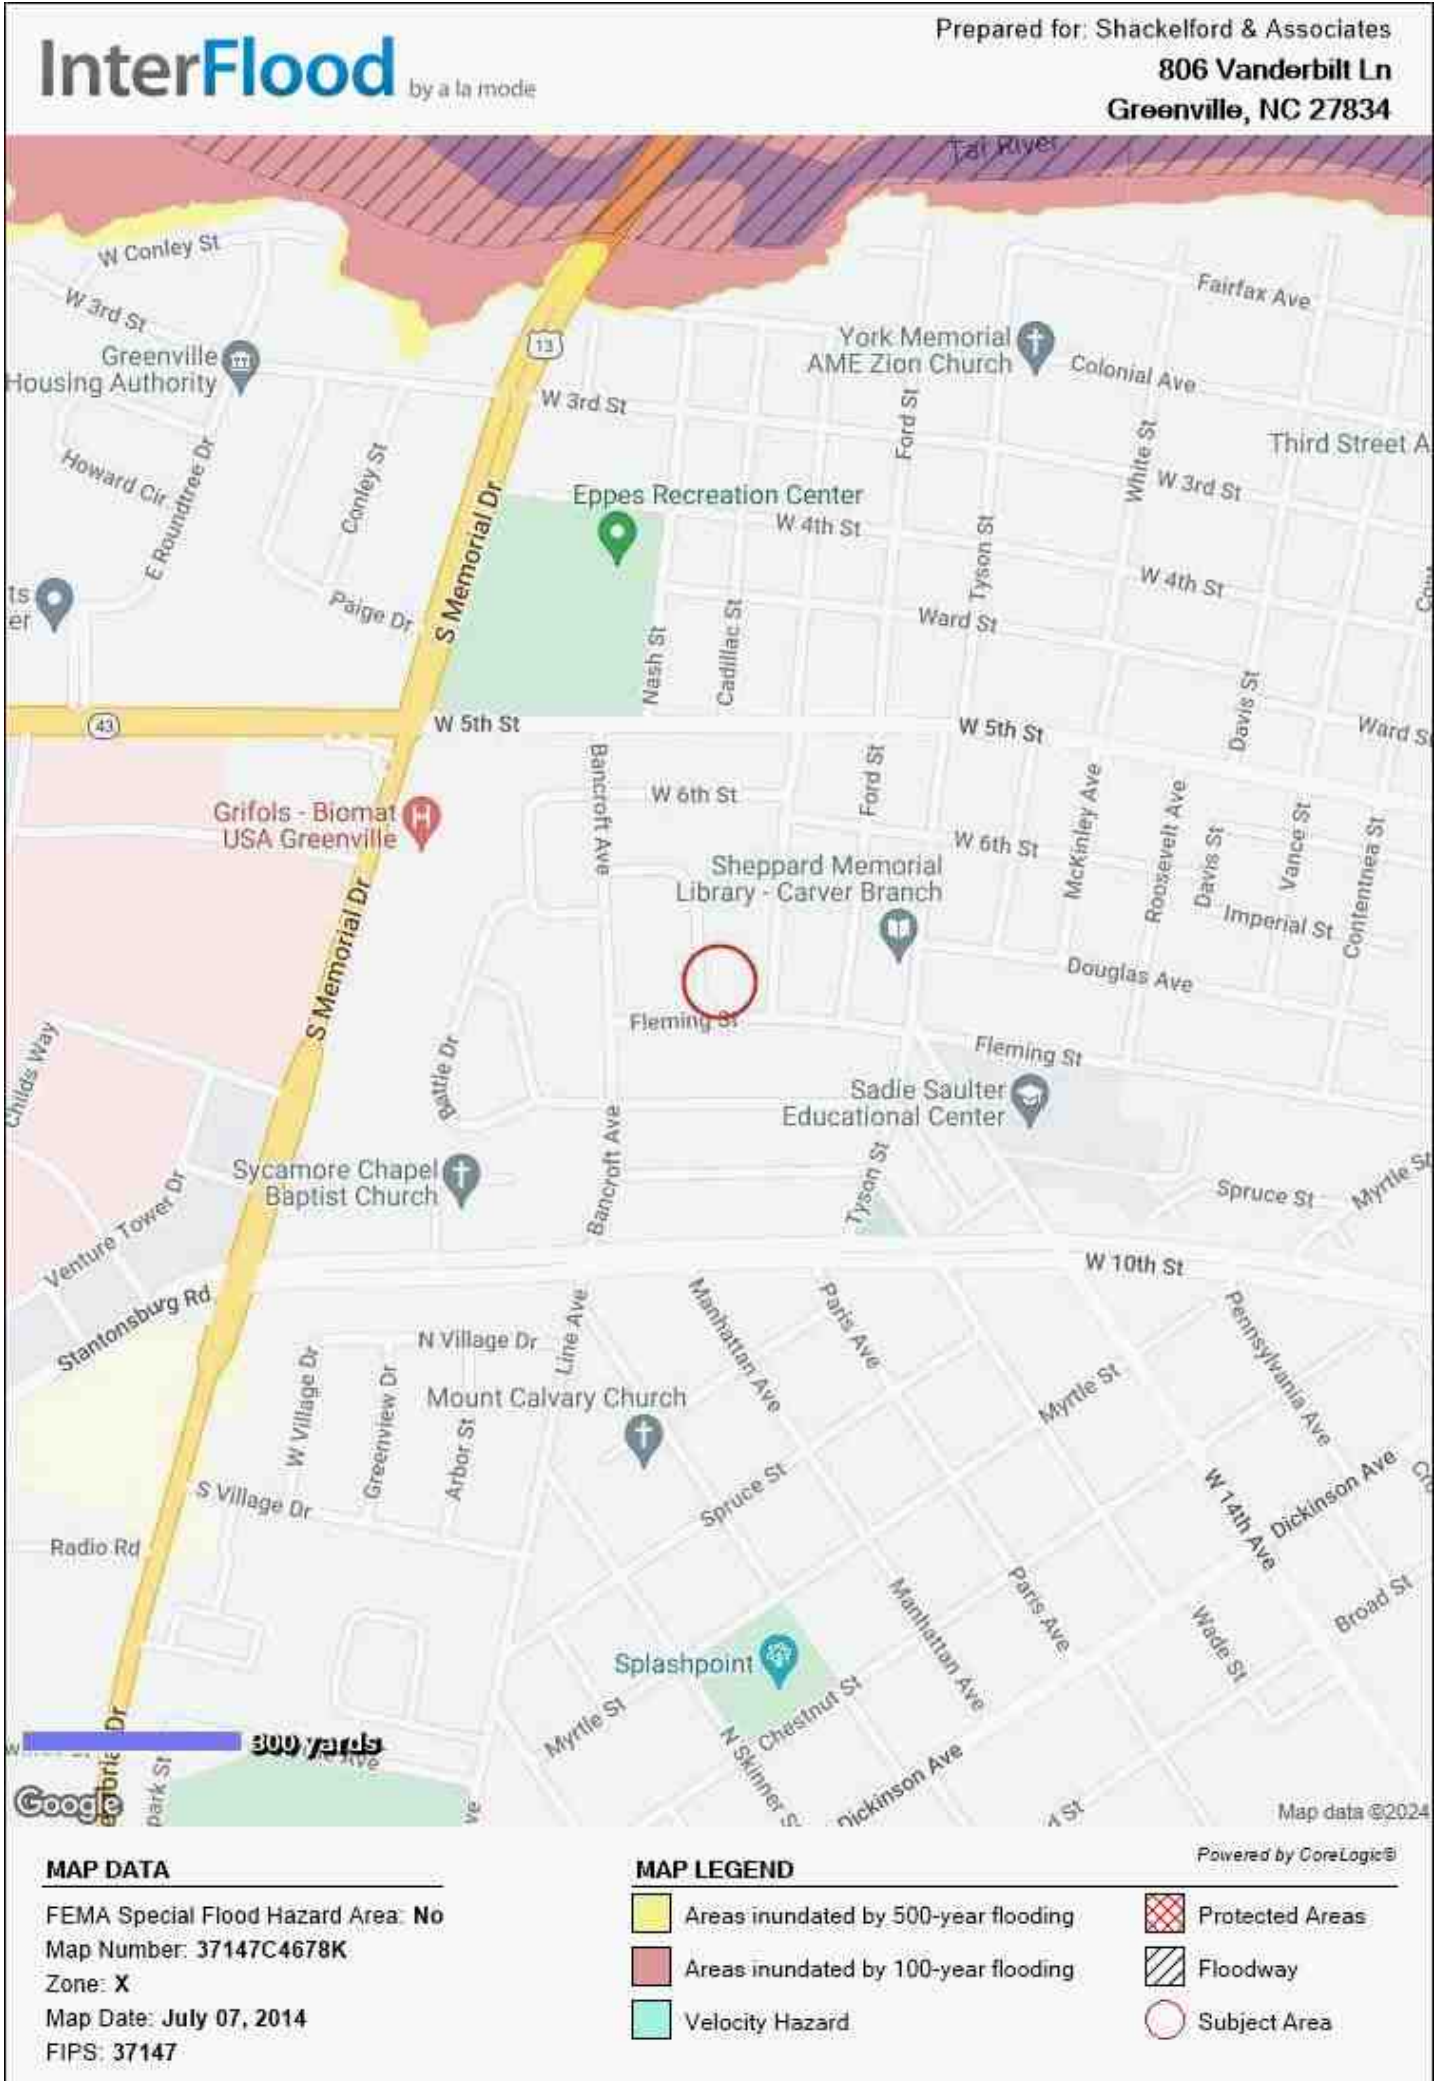 InterFlood by a la mode
Prepared for: Shackelford & Associates
806 Vanderbilt Ln
Greenville, NC 27834
Tar River
W Conley St
Fairfax Ave
W 3rd St
13
York Memorial
AME Zion Church
Greenville
Housing Authority
Colonial Ave
W 3rd St
Ford St
White St
Third Street A
Howard Cir
E Roundtree Dr
Conley St
W 3rd St
S Memorial Dr
Eppes Recreation Center
W 4th St
Tyson St
W 4th St
ts
er
Paige Dr
Ward St
Nash St
Cadillac St
Davis St
43
W 5th St
W 5th St
Ward S
Bancroft Ave
Ford St
McKinley Ave
Roosevelt Ave
W 6th St
Grifols - Biomat
USA Greenville
W 6th St
Davis St
Vance St
Contentnea St
Sheppard Memorial
Library - Carver Branch
Imperial St
S Memorial Dr
Douglas Ave
Fleming St
Fleming St
Childs Way
Battle Dr
Sadie Saulter
Educational Center
Bancroft Ave
Tyson St
Sycamore Chapel
Baptist Church
Venture Tower Dr
Spruce St
Myrtle St
W 10th St
Stantonsburg Rd
Line Ave
Manhattan Ave
Paris Ave
Pennsylvania Ave
N Village Dr
W Village Dr
Greenview Dr
Arbor St
Mount Calvary Church
Myrtle St
Spruce St
S Village Dr
W 14th Ave
Dickinson Ave
Radio Rd
Manhattan Ave
Paris Ave
Wade St
Broad St
Splashpoint
Myrtle St
Chestnut St
N Skinner S
Dickinson Ave
300 yards
Ave
Google
park St
ve
d St
Map data ©2024
Powered by CoreLogic®
MAP DATA
FEMA Special Flood Hazard Area: No
Map Number: 37147C4678K
Zone: X
Map Date: July 07, 2014
FIPS: 37147
MAP LEGEND
Areas inundated by 500-year flooding
Areas inundated by 100-year flooding
Velocity Hazard
Protected Areas
Floodway
Subject Area